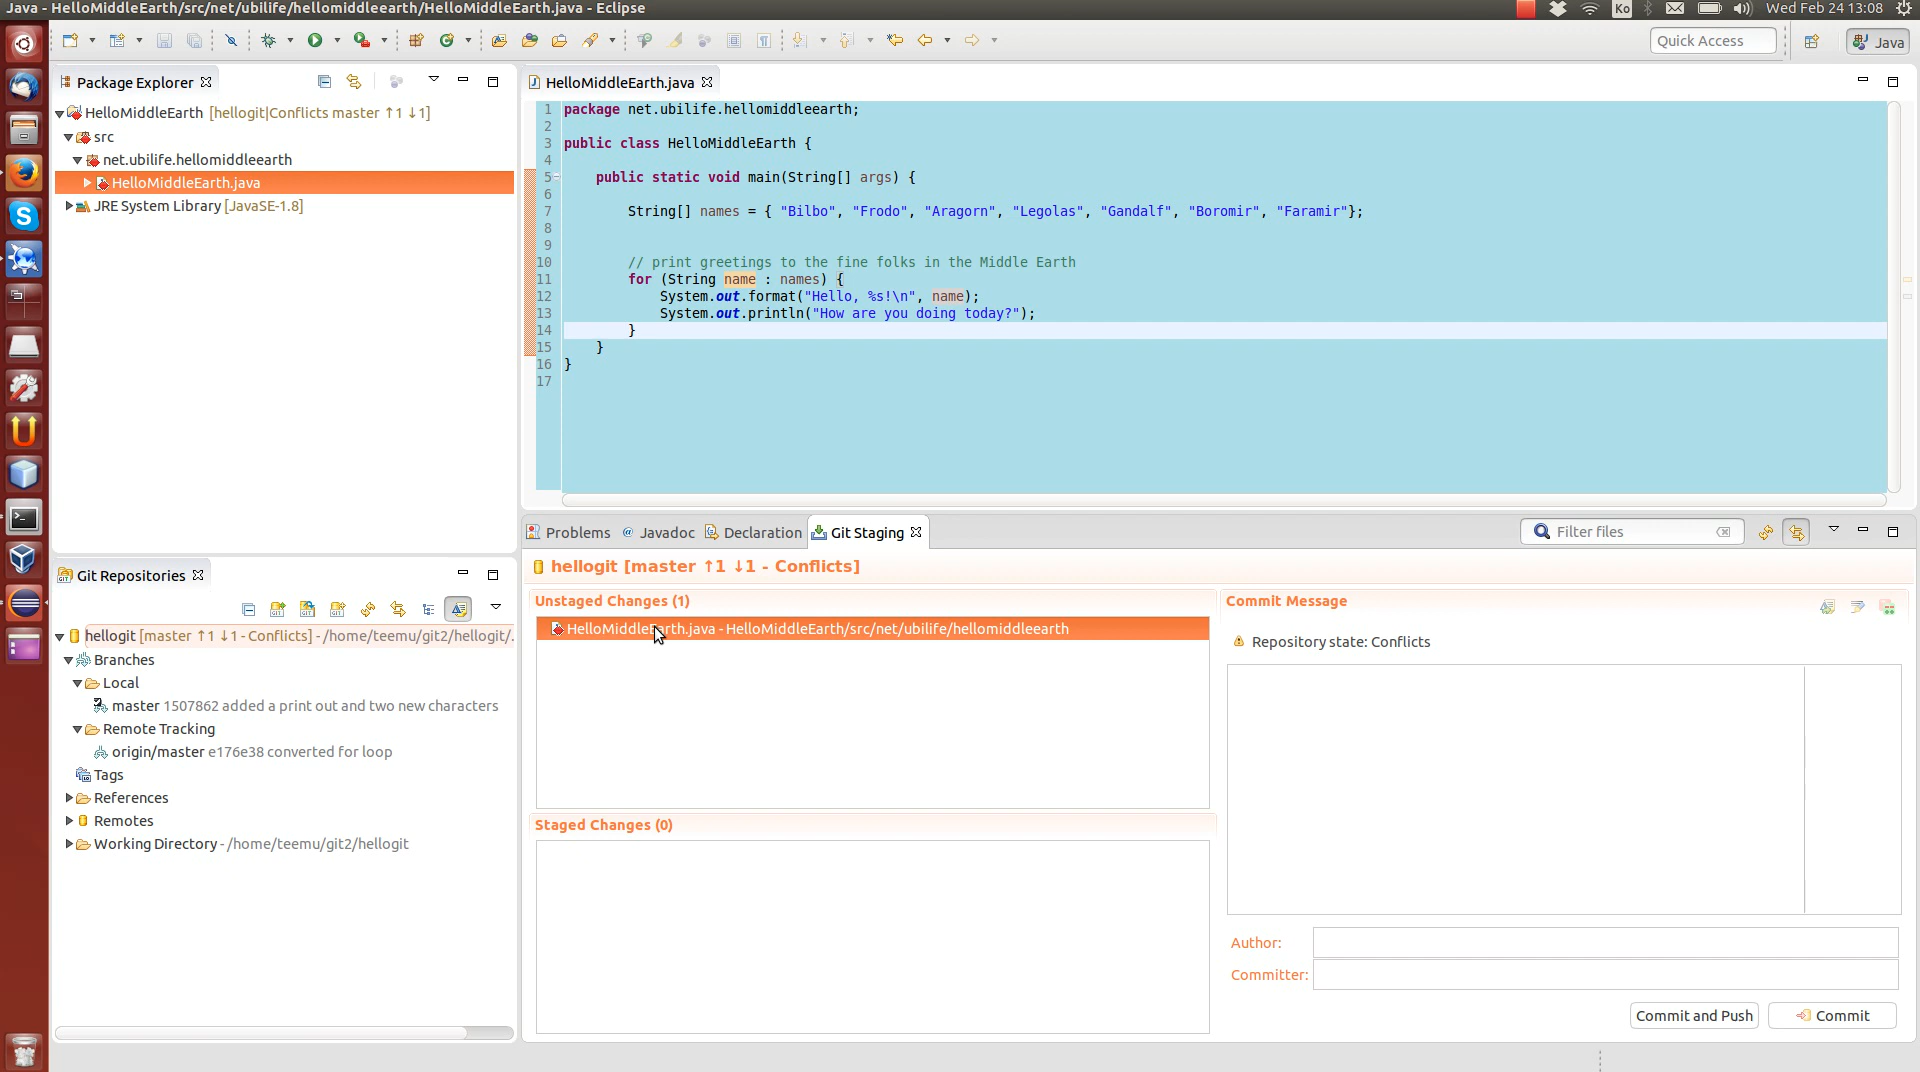 Java - HelloMiddleEarth/src/net/ubilife/hellomiddleearth/HelloMiddleEarth.java - Eclipse
Ko
Wed Feb 24 13:08
Quick Access
Java
Package Explorer
HelloMiddleEarth [hellogit|Conflicts master ↑1 ↓1]
src
net.ubilife.hellomiddleearth
HelloMiddleEarth.java
JRE System Library [JavaSE-1.8]
HelloMiddleEarth.java
1 package net.ubilife.hellomiddleearth;
2
3 public class HelloMiddleEarth {
4
5 public static void main(String[] args) {
6
7 String[] names = { "Bilbo", "Frodo", "Aragorn", "Legolas", "Gandalf", "Boromir", "Faramir"};
8
9
10 // print greetings to the fine folks in the Middle Earth
11 for (String name : names) {
12 System.out.format("Hello, %s!\n", name);
13 System.out.println("How are you doing today?");
14 }
15 }
16 }
17
Git Repositories
hellogit [master ↑1 ↓1 - Conflicts] - /home/teemu/git2/hellogit/.
Branches
Local
master 1507862 added a print out and two new characters
Remote Tracking
origin/master e176e38 converted for loop
Tags
References
Remotes
Working Directory - /home/teemu/git2/hellogit
Problems @ Javadoc Declaration Git Staging
Filter files
hellogit [master ↑1 ↓1 - Conflicts]
Unstaged Changes (1)
HelloMiddleEarth.java - HelloMiddleEarth/src/net/ubilife/hellomiddleearth
Staged Changes (0)
Commit Message
Repository state: Conflicts
Author:
Committer:
Commit and Push
Commit